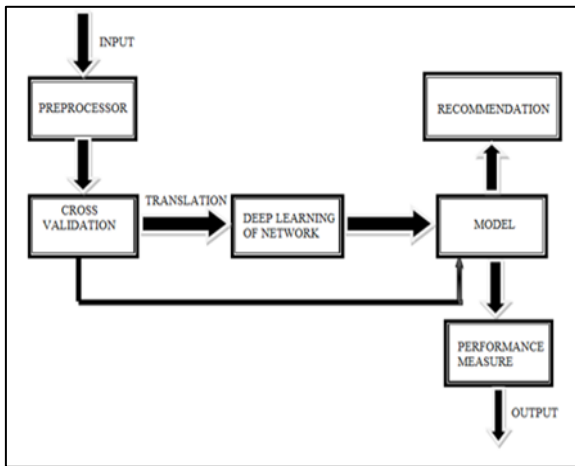 INPUT
PREPROCESSOR
RECOMMENDATION
TRANSLATION
CROSS
VALIDATION
DEEP LEARNING
OF NETWORK
MODEL
PERFORMANCE
MEASURE
OUTPUT